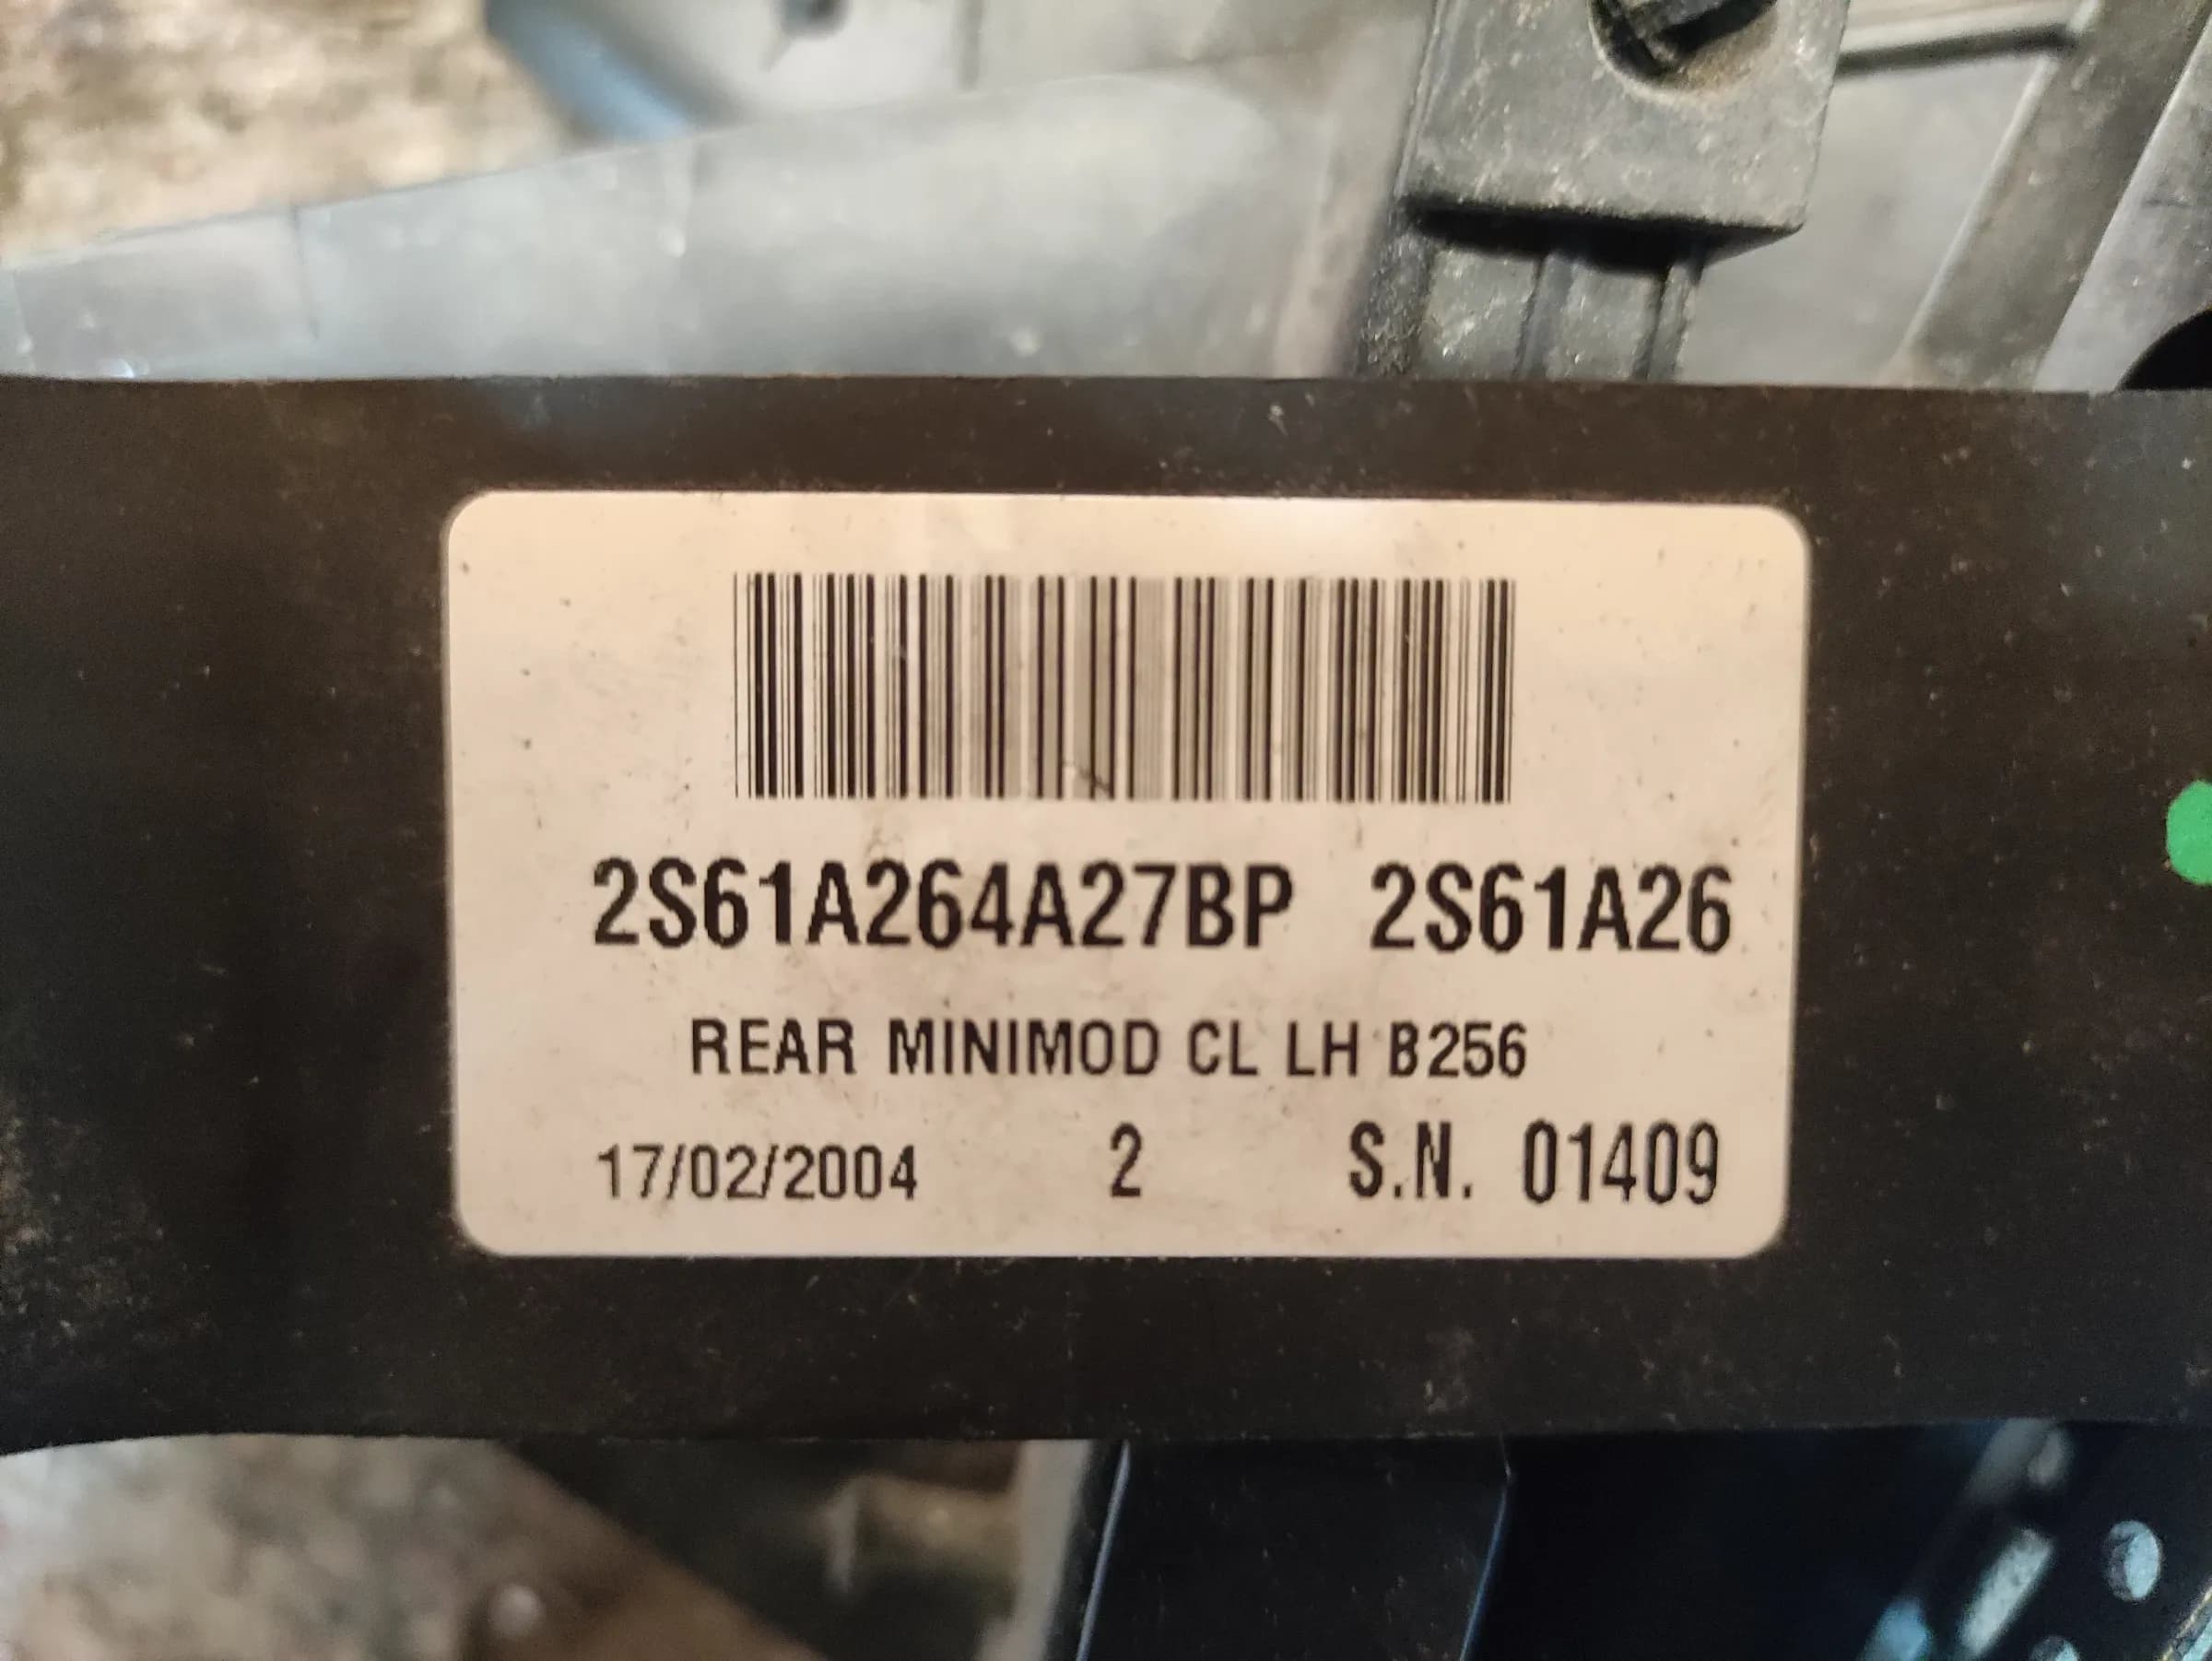 2S61A264A27BP 2S61A26
REAR MINIMOD CL LH B256
17/02/2004 2 S.N. 01409